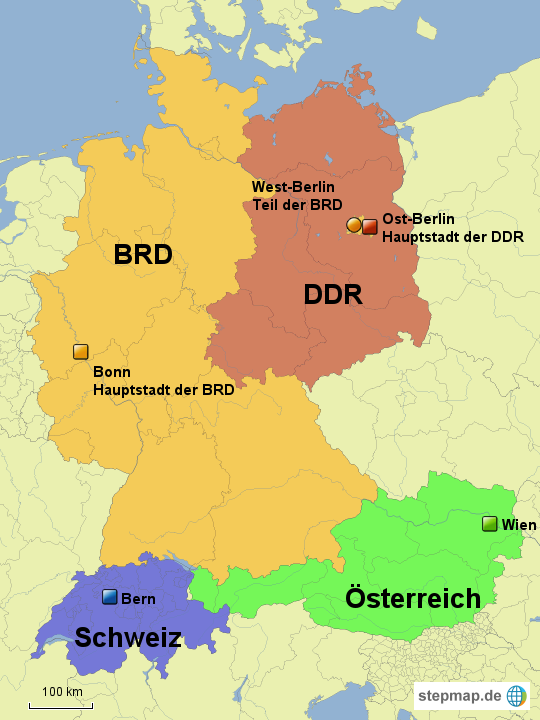 West-Berlin
Teil der BRD
Ost-Berlin
Hauptstadt der DDR
BRD
DDR
Bonn
Hauptstadt der BRD
Wien
Bern
Österreich
Schweiz
100 km
stepmap.de